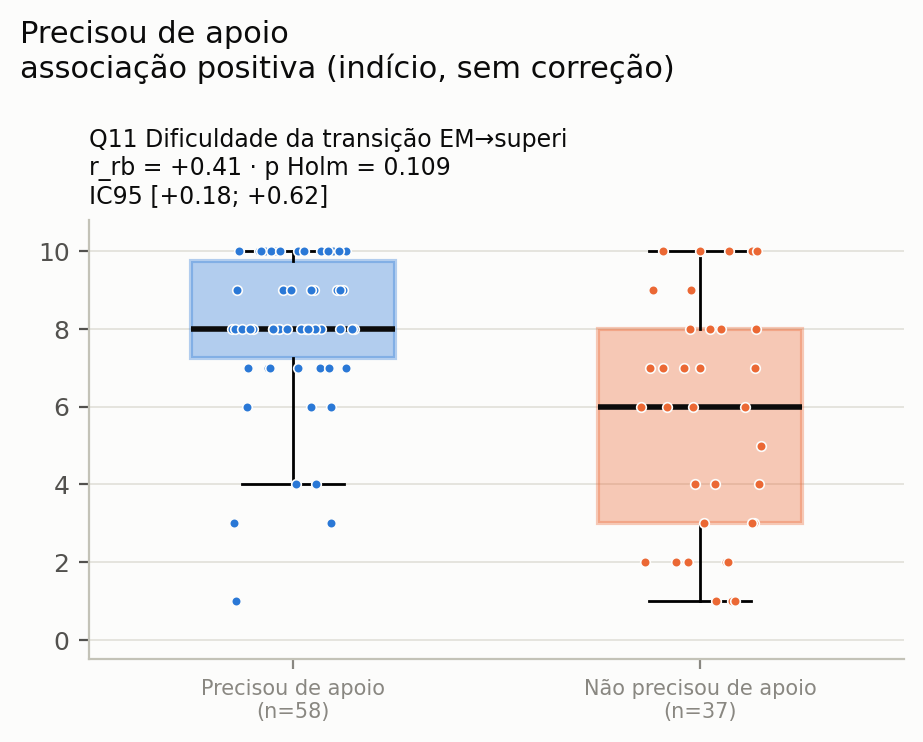 Precisou de apoio
associação positiva (indício, sem correção)
Q11 Dificuldade da transição EM→superi
r_rb = +0.41 · p Holm = 0.109
IC95 [+0.18; +0.62]
10
8
6
4
2
0
Precisou de apoio
(n=58)
Não precisou de apoio
(n=37)